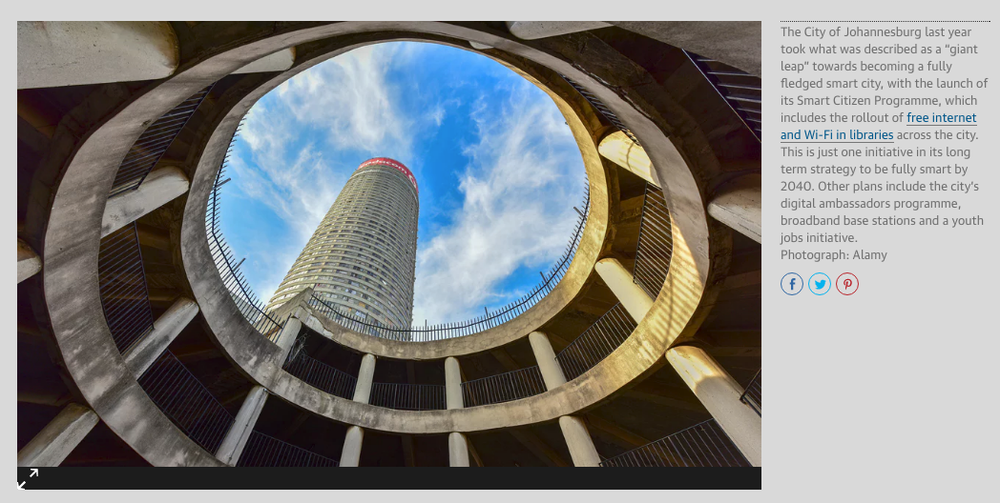 vodacom
The City of Johannesburg last year
took what was described as a “giant
leap” towards becoming a fully
fledged smart city, with the launch of
its Smart Citizen Programme, which
includes the rollout of free internet
and Wi-Fi in libraries across the city.
This is just one initiative in its long
term strategy to be fully smart by
2040. Other plans include the city’s
digital ambassadors programme,
broadband base stations and a youth
jobs initiative.
Photograph: Alamy